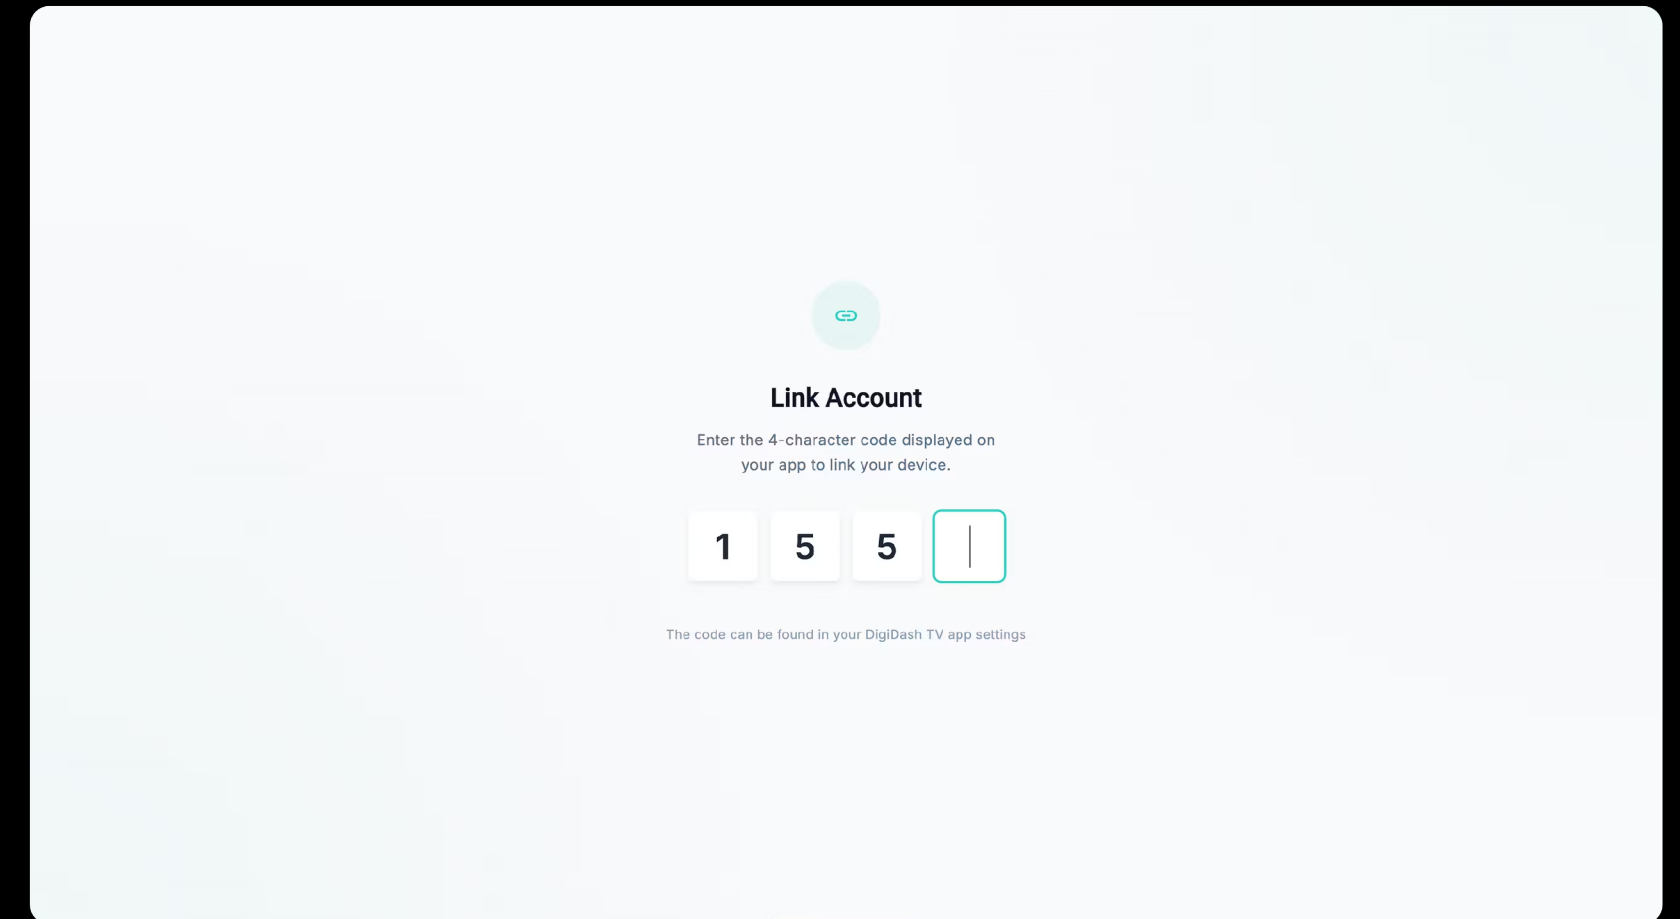 Link Account
Enter the 4-character code displayed on
your app to link your device.
1 5 5
The code can be found in your DigiDash TV app settings